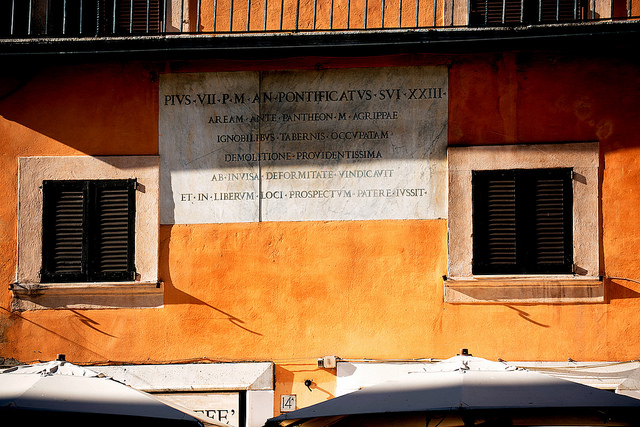 PIVS·VII·P·M·AN·PONTIFICATVS·SVI·XXIII·
AREAM·ANTE·PANTHEON·M·AGRIPPAE
IGNOBILIBVS·TABERNIS·OCCVPATAM
DEMOLITIONE·PROVIDENTISSIMA
AB·INVISA·DEFORMITATE·VINDICAVIT
ET·IN·LIBERVM·LOCI·PROSPECTVM·PATERE·IVSSIT·
14